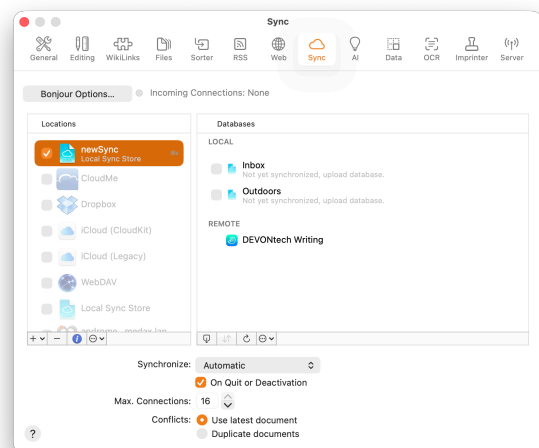 Sync
General Editing WikiLinks Files Sorter RSS Web Sync AI Data OCR Imprinter Server
Bonjour Options... Incoming Connections: None
Locations
Databases
newSync
Local Sync Store
CloudMe
Dropbox
iCloud (CloudKit)
iCloud (Legacy)
WebDAV
Local Sync Store
LOCAL
Inbox
Not yet synchronized, upload database.
Outdoors
Not yet synchronized, upload database.
REMOTE
DEVONtech Writing
Synchronize: Automatic
On Quit or Deactivation
Max. Connections: 16
Conflicts: Use latest document
Duplicate documents
?